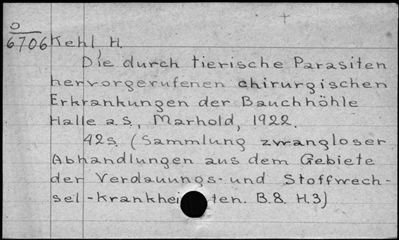 O
6706 Kehl H.
Die durch tierische Parasiten
hervorgerufenen chirurgischen
Erkrankungen der Bauchhöhle
Halle a.S., Marhold, 1922.
42s. (Sammlung zwangloser
Abhandlungen aus dem Gebiete
der Verdauungs- und Stoffwech-
sel-krankhei ten. B.8. H.3)